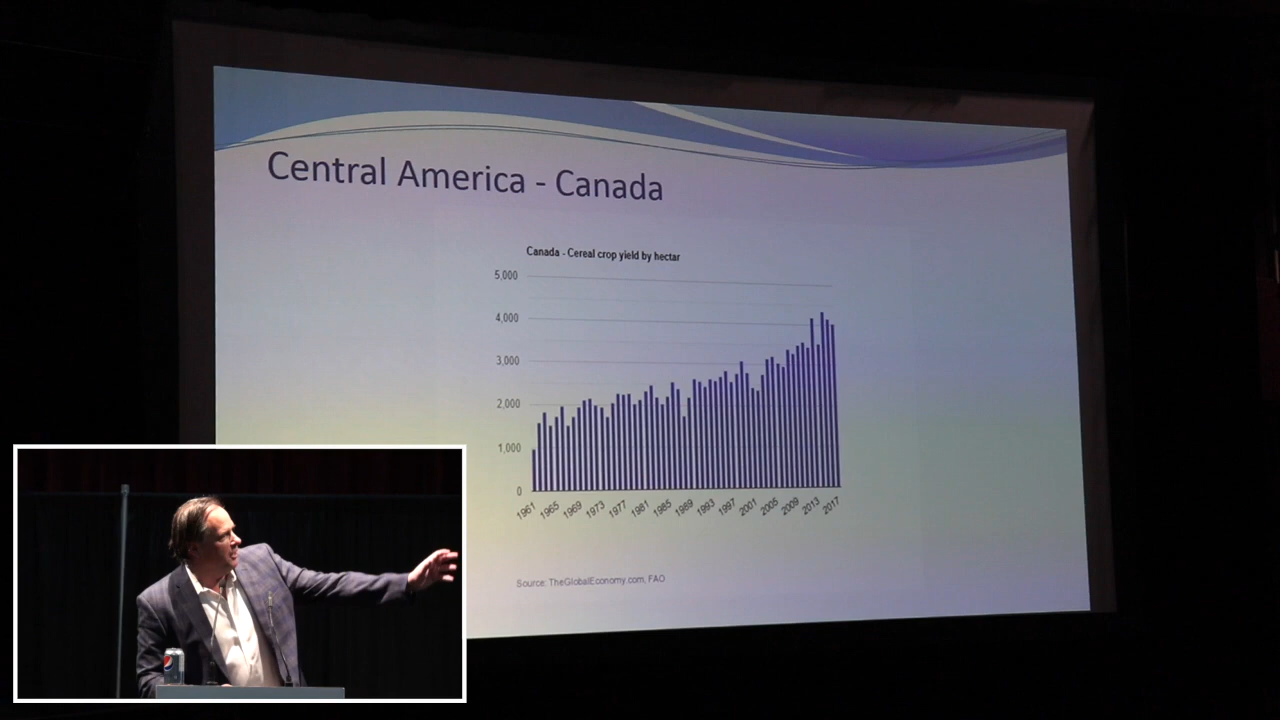 Central America - Canada
Canada - Cereal crop yield by hectar
5,000
4,000
3,000
2,000
1,000
0
1961 1965 1969 1973 1977 1981 1985 1989 1993 1997 2001 2005 2009 2013 2017
Source: TheGlobalEconomy.com, FAO